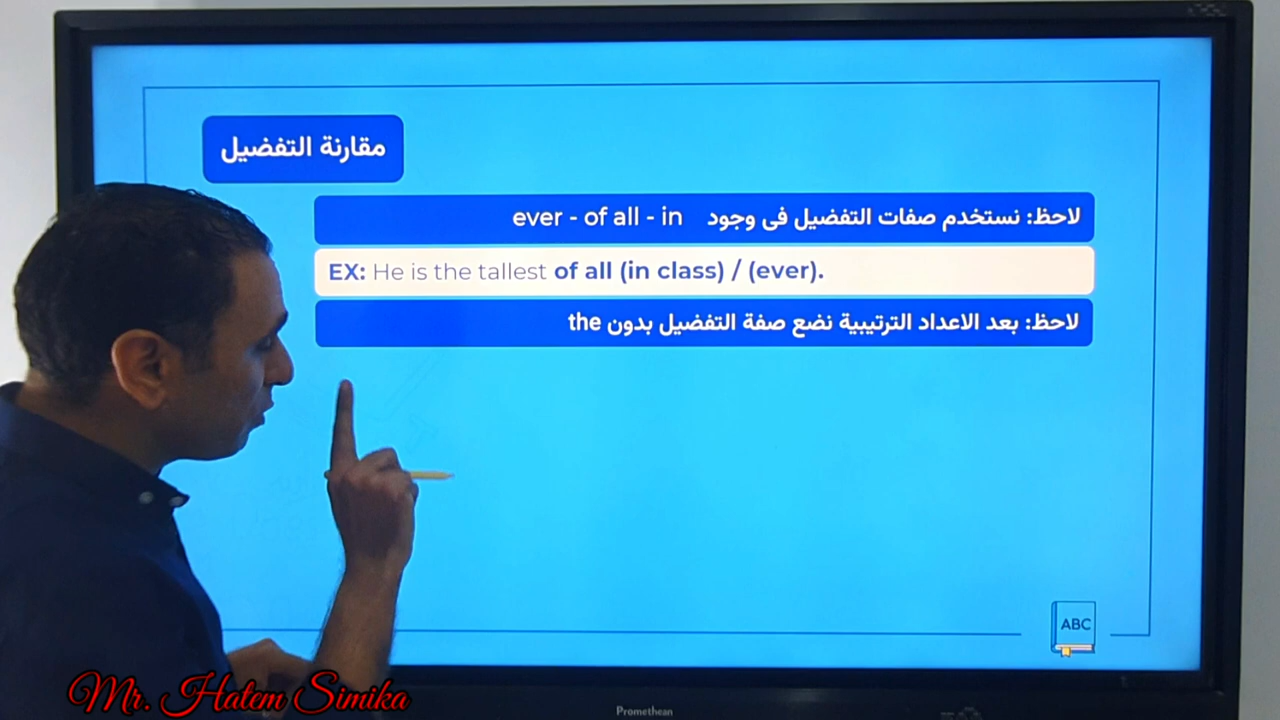 مقارنة التفضيل
لاحظ: نستخدم صفات التفضيل فى وجود ever - of all - in
EX: He is the tallest of all (in class) / (ever).
لاحظ: بعد الاعداد الترتيبية نضع صفة التفضيل بدون the
ABC
Mr. Hatem Simika
Promethean